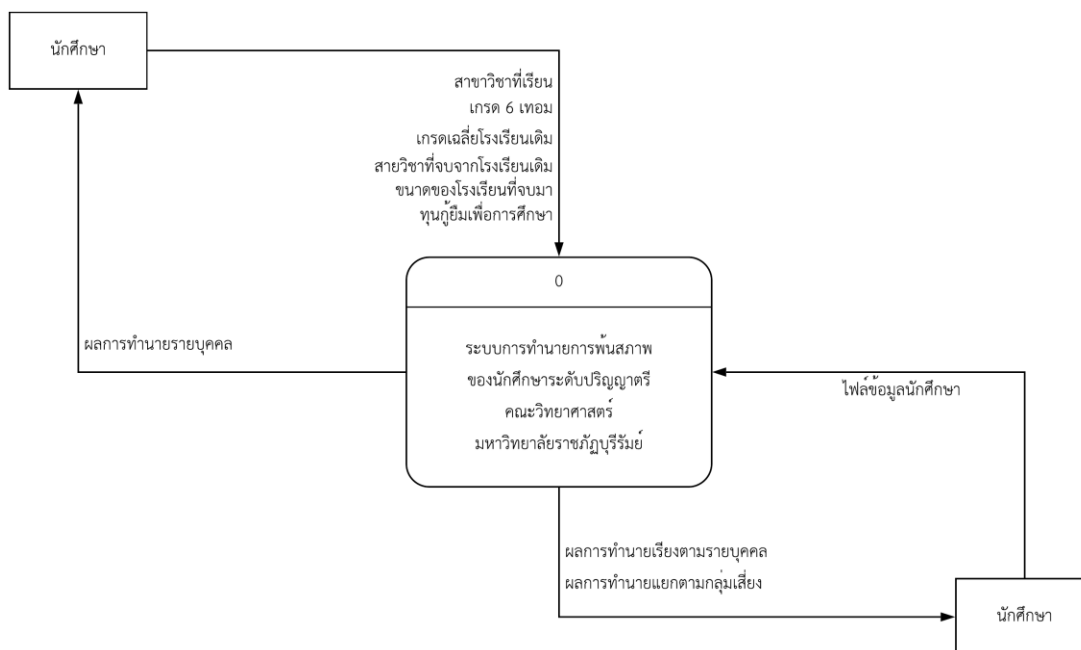 นักศึกษา
สาขาวิชาที่เรียน
เกรด 6 เทอม
เกรดเฉลี่ยโรงเรียนเดิม
สายวิชาที่จบจากโรงเรียนเดิม
ขนาดของโรงเรียนที่จบมา
ทุนกู้ยืมเพื่อการศึกษา
0
ผลการทำนายรายบุคคล
ระบบการทำนายการพ้นสภาพ
ของนักศึกษาระดับปริญญาตรี
คณะวิทยาศาสตร์
มหาวิทยาลัยราชภัฏบุรีรัมย์
ไฟล์ข้อมูลนักศึกษา
ผลการทำนายเรียงตามรายบุคคล
ผลการทำนายแยกตามกลุ่มเสี่ยง
นักศึกษา